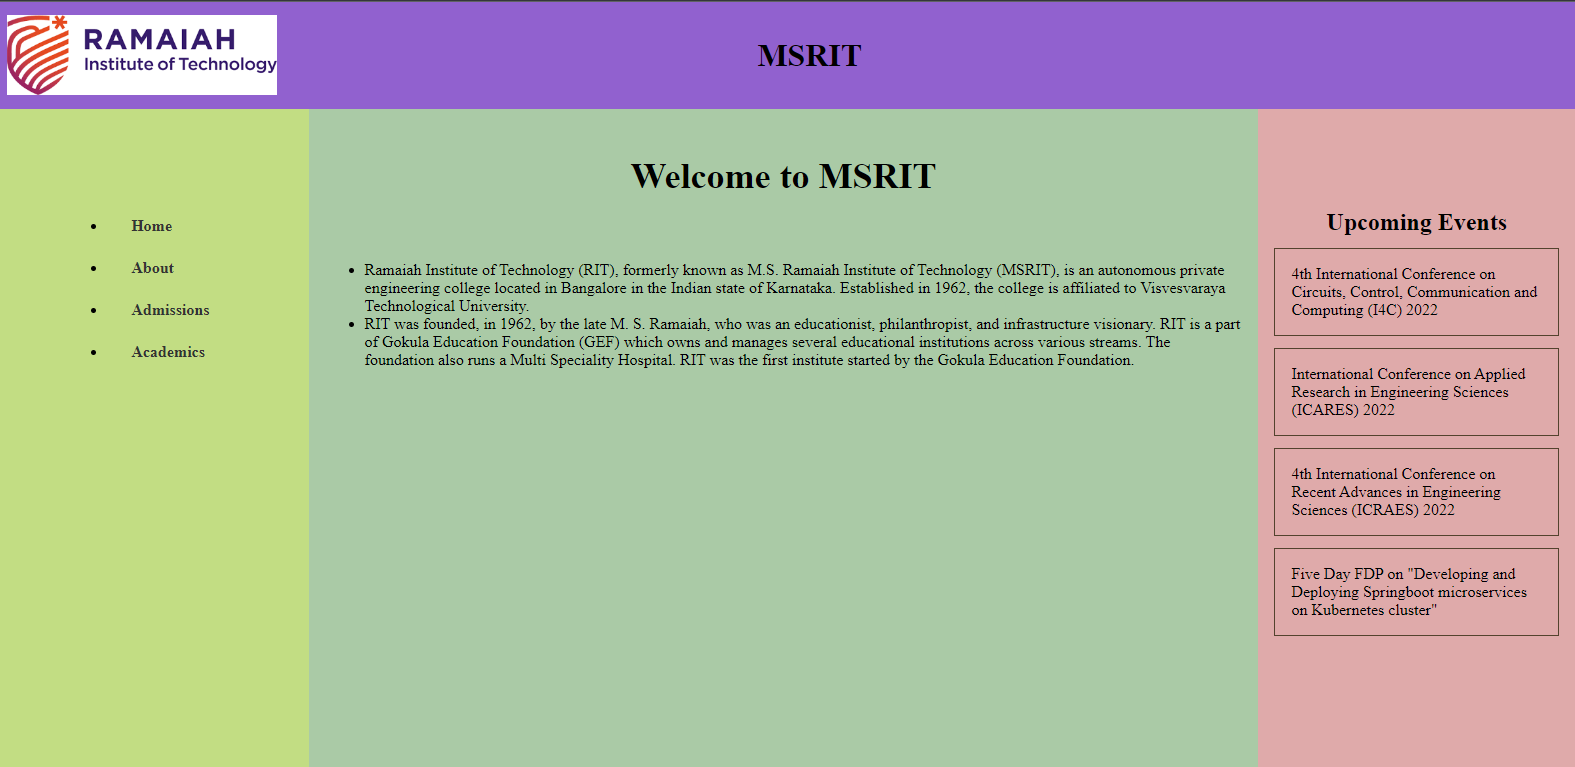 RAMAIAH
Institute of Technology
MSRIT
Home
About
Admissions
Academics
Welcome to MSRIT
Ramaiah Institute of Technology (RIT), formerly known as M.S. Ramaiah Institute of Technology (MSRIT), is an autonomous private
engineering college located in Bangalore in the Indian state of Karnataka. Established in 1962, the college is affiliated to Visvesvaraya
Technological University.
RIT was founded, in 1962, by the late M. S. Ramaiah, who was an educationist, philanthropist, and infrastructure visionary. RIT is a part
of Gokula Education Foundation (GEF) which owns and manages several educational institutions across various streams. The
foundation also runs a Multi Speciality Hospital. RIT was the first institute started by the Gokula Education Foundation.
Upcoming Events
4th International Conference on
Circuits, Control, Communication and
Computing (I4C) 2022
International Conference on Applied
Research in Engineering Sciences
(ICARES) 2022
4th International Conference on
Recent Advances in Engineering
Sciences (ICRAES) 2022
Five Day FDP on "Developing and
Deploying Springboot microservices
on Kubernetes cluster"